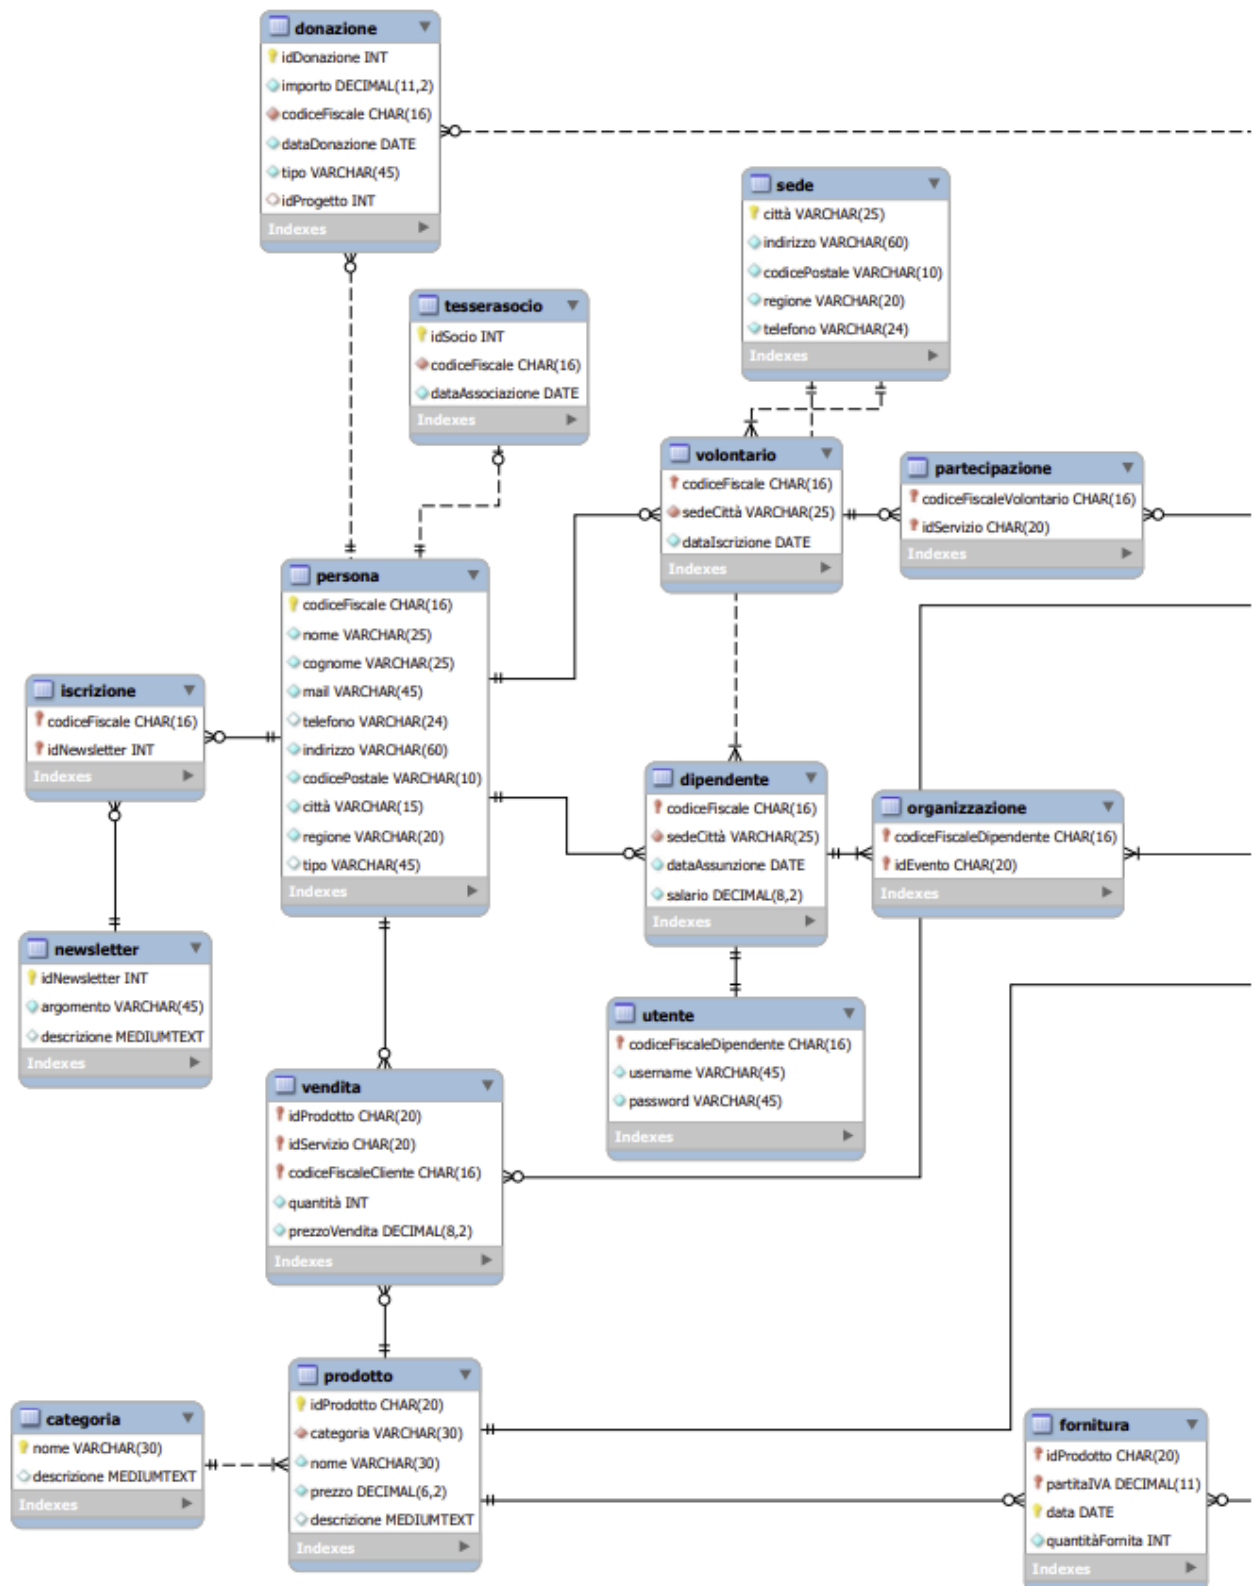 donazione
idDonazione INT
importo DECIMAL(11,2)
codiceFiscale CHAR(16)
dataDonazione DATE
tipo VARCHAR(45)
idProgetto INT
Indexes
sede
città VARCHAR(25)
indirizzo VARCHAR(60)
codicePostale VARCHAR(10)
regione VARCHAR(20)
telefono VARCHAR(24)
Indexes
tesserasocio
idSocio INT
codiceFiscale CHAR(16)
dataAssociazione DATE
Indexes
volontario
codiceFiscale CHAR(16)
sedeCittà VARCHAR(25)
dataIscrizione DATE
Indexes
partecipazione
codiceFiscaleVolontario CHAR(16)
idServizio CHAR(20)
Indexes
persona
codiceFiscale CHAR(16)
nome VARCHAR(25)
cognome VARCHAR(25)
mail VARCHAR(45)
telefono VARCHAR(24)
indirizzo VARCHAR(60)
codicePostale VARCHAR(10)
città VARCHAR(15)
regione VARCHAR(20)
tipo VARCHAR(45)
Indexes
iscrizione
codiceFiscale CHAR(16)
idNewsletter INT
Indexes
dipendente
codiceFiscale CHAR(16)
sedeCittà VARCHAR(25)
dataAssunzione DATE
salario DECIMAL(8,2)
Indexes
organizzazione
codiceFiscaleDipendente CHAR(16)
idEvento CHAR(20)
Indexes
newsletter
idNewsletter INT
argomento VARCHAR(45)
descrizione MEDIUMTEXT
Indexes
utente
codiceFiscaleDipendente CHAR(16)
username VARCHAR(45)
password VARCHAR(45)
Indexes
vendita
idProdotto CHAR(20)
idServizio CHAR(20)
codiceFiscaleCliente CHAR(16)
quantità INT
prezzoVendita DECIMAL(8,2)
Indexes
prodotto
idProdotto CHAR(20)
categoria VARCHAR(30)
nome VARCHAR(30)
prezzo DECIMAL(6,2)
descrizione MEDIUMTEXT
Indexes
categoria
nome VARCHAR(30)
descrizione MEDIUMTEXT
Indexes
fornitura
idProdotto CHAR(20)
partitaIVA DECIMAL(11)
data DATE
quantitàFornita INT
Indexes